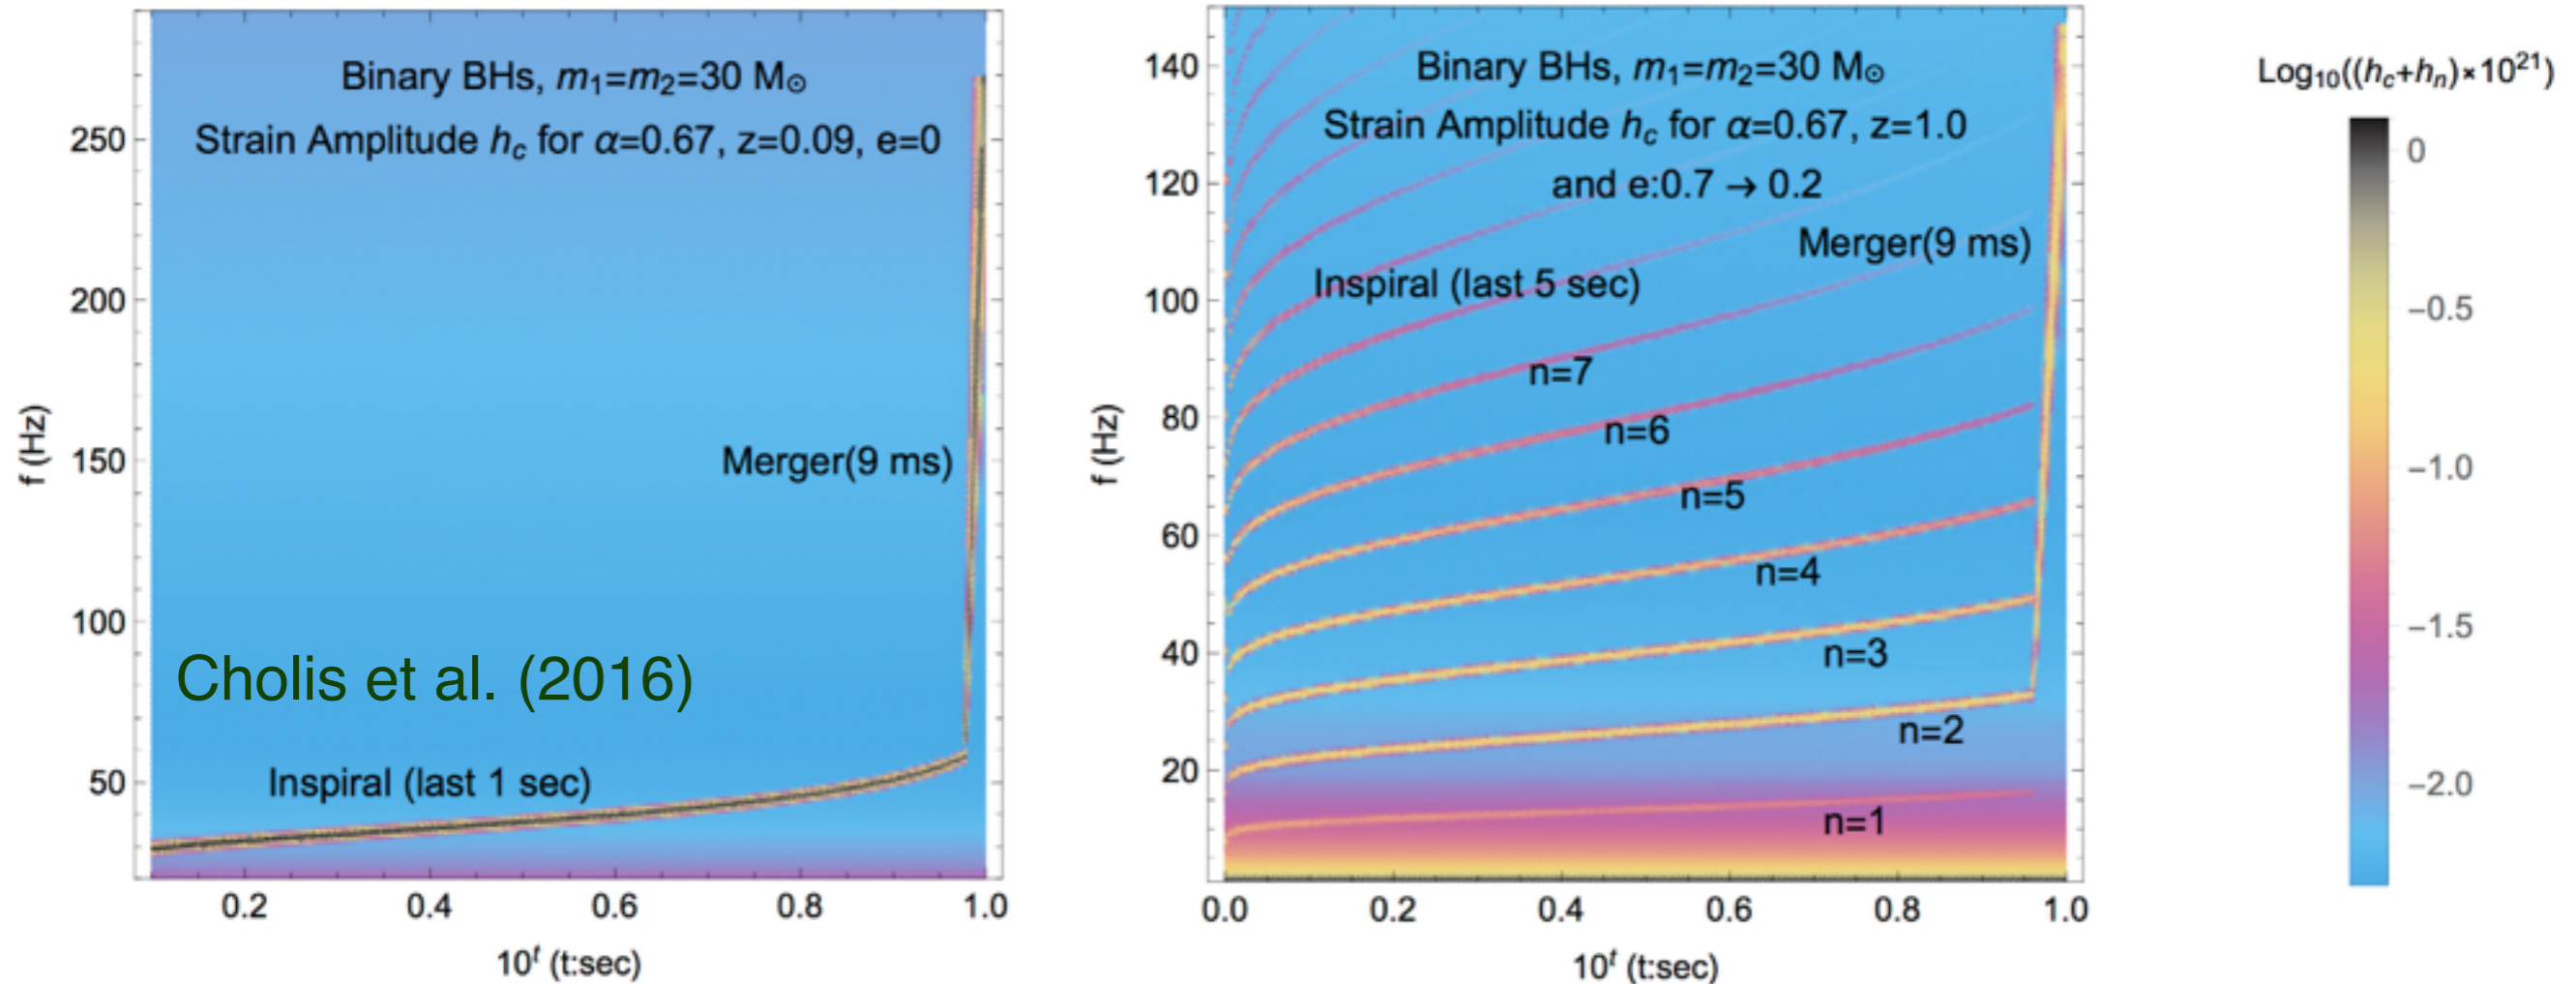 Binary BHs, m₁=m₂=30 M☉
Strain Amplitude h_c for α=0.67, z=0.09, e=0
250
200
150
100
50
f (Hz)
Merger(9 ms)
Cholis et al. (2016)
Inspiral (last 1 sec)
0.2 0.4 0.6 0.8 1.0
10ᵗ (t:sec)
Binary BHs, m₁=m₂=30 M☉
Strain Amplitude h_c for α=0.67, z=1.0
and e:0.7 → 0.2
Merger(9 ms)
Inspiral (last 5 sec)
140
120
100
80
60
40
20
f (Hz)
n=7
n=6
n=5
n=4
n=3
n=2
n=1
0.0 0.2 0.4 0.6 0.8 1.0
10ᵗ (t:sec)
Log₁₀((h_c+h_n)×10²¹)
0
−0.5
−1.0
−1.5
−2.0